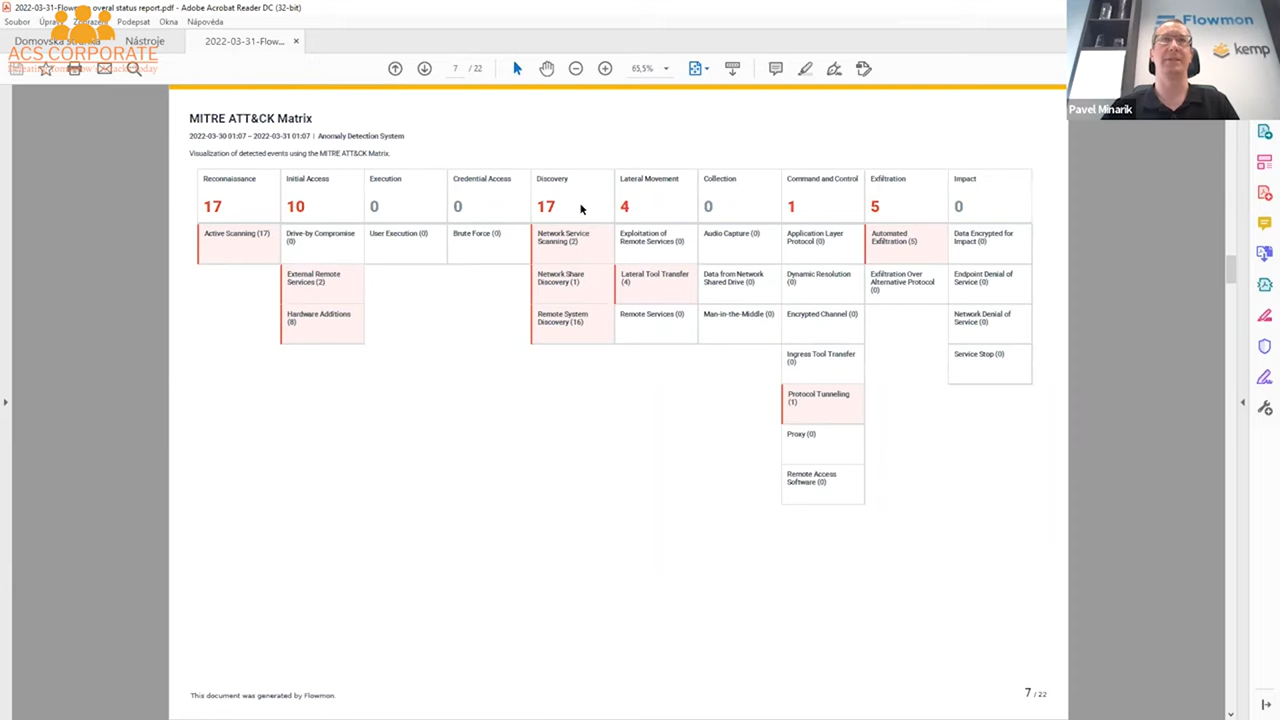 2022-03-31-Flow
overal status report.pdf - Adobe Acrobat Reader DC (32-bit)
Soubor
Úpravy
Zobrazení
Podepsat
Okna
Nápověda
Domovská stránka
Nástroje
2022-03-31-Flow...
×
ACS CORPORATE
7
/ 22
65,5%
Flowmon
kemp
Pavel Minarik
MITRE ATT&CK Matrix
2022-03-30 01:07 – 2022-03-31 01:07 | Anomaly Detection System
Visualization of detected events using the MITRE ATT&CK Matrix.
Reconnaissance
17
Active Scanning (17)
Initial Access
10
Drive-by Compromise
(0)
External Remote
Services (2)
Hardware Additions
(8)
Execution
0
User Execution (0)
Credential Access
0
Brute Force (0)
Discovery
17
Network Service
Scanning (2)
Network Share
Discovery (1)
Remote System
Discovery (16)
Lateral Movement
4
Exploitation of
Remote Services (0)
Lateral Tool Transfer
(4)
Remote Services (0)
Collection
0
Audio Capture (0)
Data from Network
Shared Drive (0)
Man-in-the-Middle (0)
Command and Control
1
Application Layer
Protocol (0)
Dynamic Resolution
(0)
Encrypted Channel (0)
Ingress Tool Transfer
(0)
Protocol Tunneling
(1)
Proxy (0)
Remote Access
Software (0)
Exfiltration
5
Automated
Exfiltration (5)
Exfiltration Over
Alternative Protocol
(0)
Impact
0
Data Encrypted for
Impact (0)
Endpoint Denial of
Service (0)
Network Denial of
Service (0)
Service Stop (0)
This document was generated by Flowmon.
7 / 22